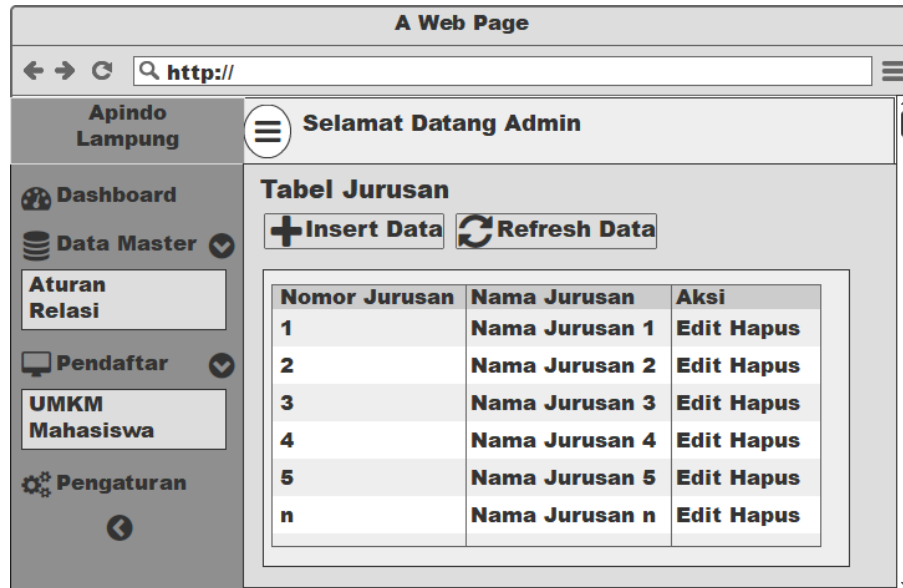 A Web Page
http://
Apindo
Lampung
Selamat Datang Admin
Dashboard
Data Master
Aturan
Relasi
Pendaftar
UMKM
Mahasiswa
Pengaturan
Tabel Jurusan
Insert Data Refresh Data
Nomor Jurusan Nama Jurusan Aksi
1 Nama Jurusan 1 Edit Hapus
2 Nama Jurusan 2 Edit Hapus
3 Nama Jurusan 3 Edit Hapus
4 Nama Jurusan 4 Edit Hapus
5 Nama Jurusan 5 Edit Hapus
n Nama Jurusan n Edit Hapus